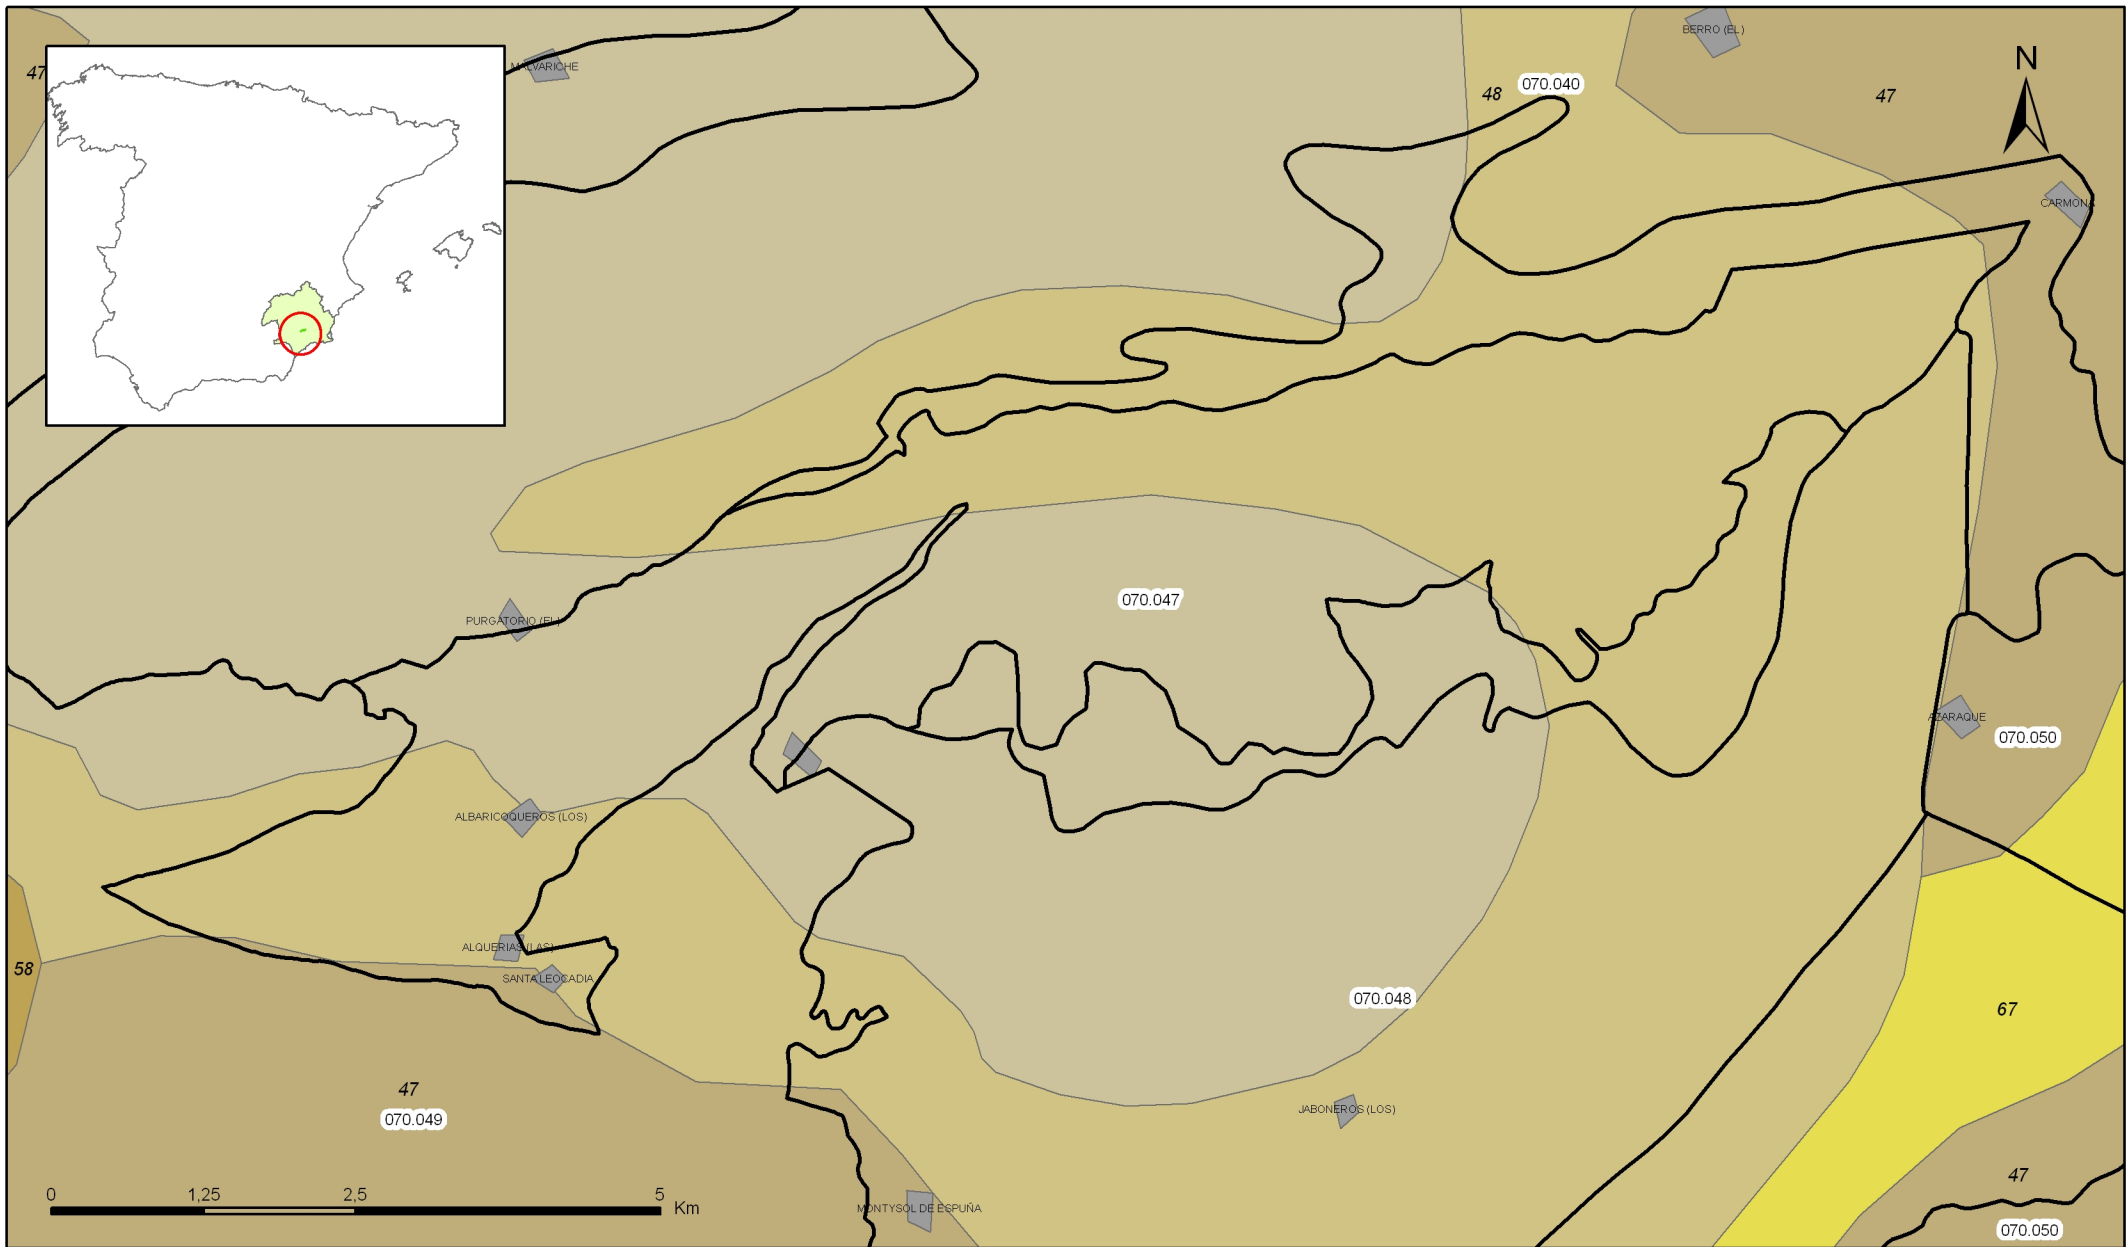 BERRO (EL)
N
47
MALVARICHE
070.040
48
47
CARMONA
070.047
PURGATORIO (EL)
AZARAQUE
070.050
ALBARICOQUEROS (LOS)
ALQUERIAS (LAS)
58
SANTA LEOCADIA
070.048
67
47
070.049
JABONEROS (LOS)
47
0 1,25 2,5 5 Km
MONTYSOL DE ESPUÑA
070.050